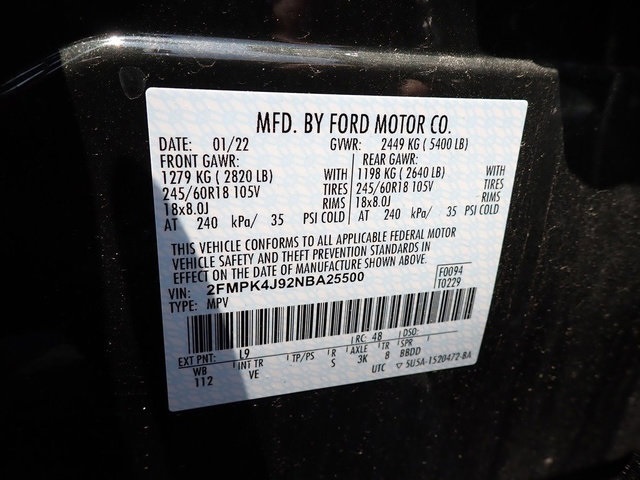 MFD. BY FORD MOTOR CO.
DATE: 01/22 GVWR: 2449 KG ( 5400 LB)
FRONT GAWR: REAR GAWR:
1279 KG ( 2820 LB) WITH 1198 KG ( 2640 LB) WITH
245/60R18 105V TIRES 245/60R18 105V TIRES
18x8.0J RIMS 18x8.0J RIMS
AT 240 kPa/ 35 PSI COLD AT 240 kPa/ 35 PSI COLD
THIS VEHICLE CONFORMS TO ALL APPLICABLE FEDERAL MOTOR
VEHICLE SAFETY AND THEFT PREVENTION STANDARDS IN
EFFECT ON THE DATE OF MANUFACTURE SHOWN ABOVE.
VIN: 2FMPK4J92NBA25500 F0094
TYPE: MPV T0229
EXT PNT: L9 RC: 48 DSO:
WB INT TR TP/PS R AXLE TR SPR
112 VE S 3K 8 BBDD
UTC ▽ 5U5A-1520472-BA